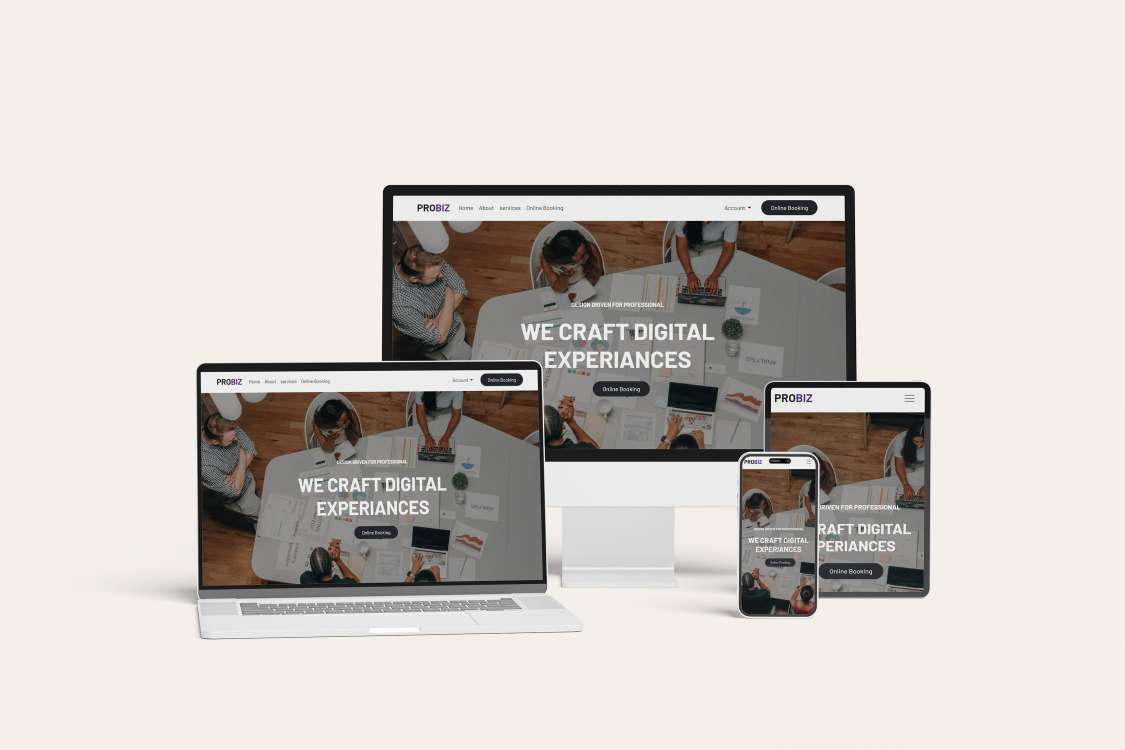 PROBIZ Home About services Online Booking Account Online Booking
DESIGN DRIVEN FOR PROFESSIONAL
WE CRAFT DIGITAL
EXPERIANCES
Online Booking
PROBIZ Home About services Online Booking Account Online Booking
DESIGN DRIVEN FOR PROFESSIONAL
WE CRAFT DIGITAL
EXPERIANCES
Online Booking
PROBIZ
DRIVEN FOR PROFESSIONAL
RAFT DIGITAL
PERIANCES
Online Booking
PROBIZ
DESIGN DRIVEN FOR PROFESSIONAL
WE CRAFT DIGITAL
EXPERIANCES
Online Booking